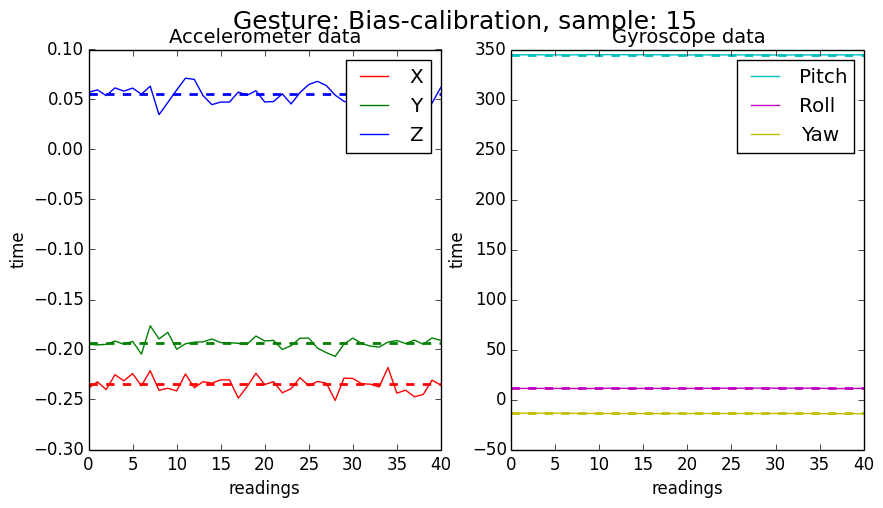 Gesture: Bias-calibration, sample: 15
Accelerometer data
0.10
0.05
0.00
−0.05
−0.10
−0.15
−0.20
−0.25
−0.30
time
X
Y
Z
0 5 10 15 20 25 30 35 40
readings
Gyroscope data
350
300
250
200
150
100
50
0
−50
time
Pitch
Roll
Yaw
0 5 10 15 20 25 30 35 40
readings